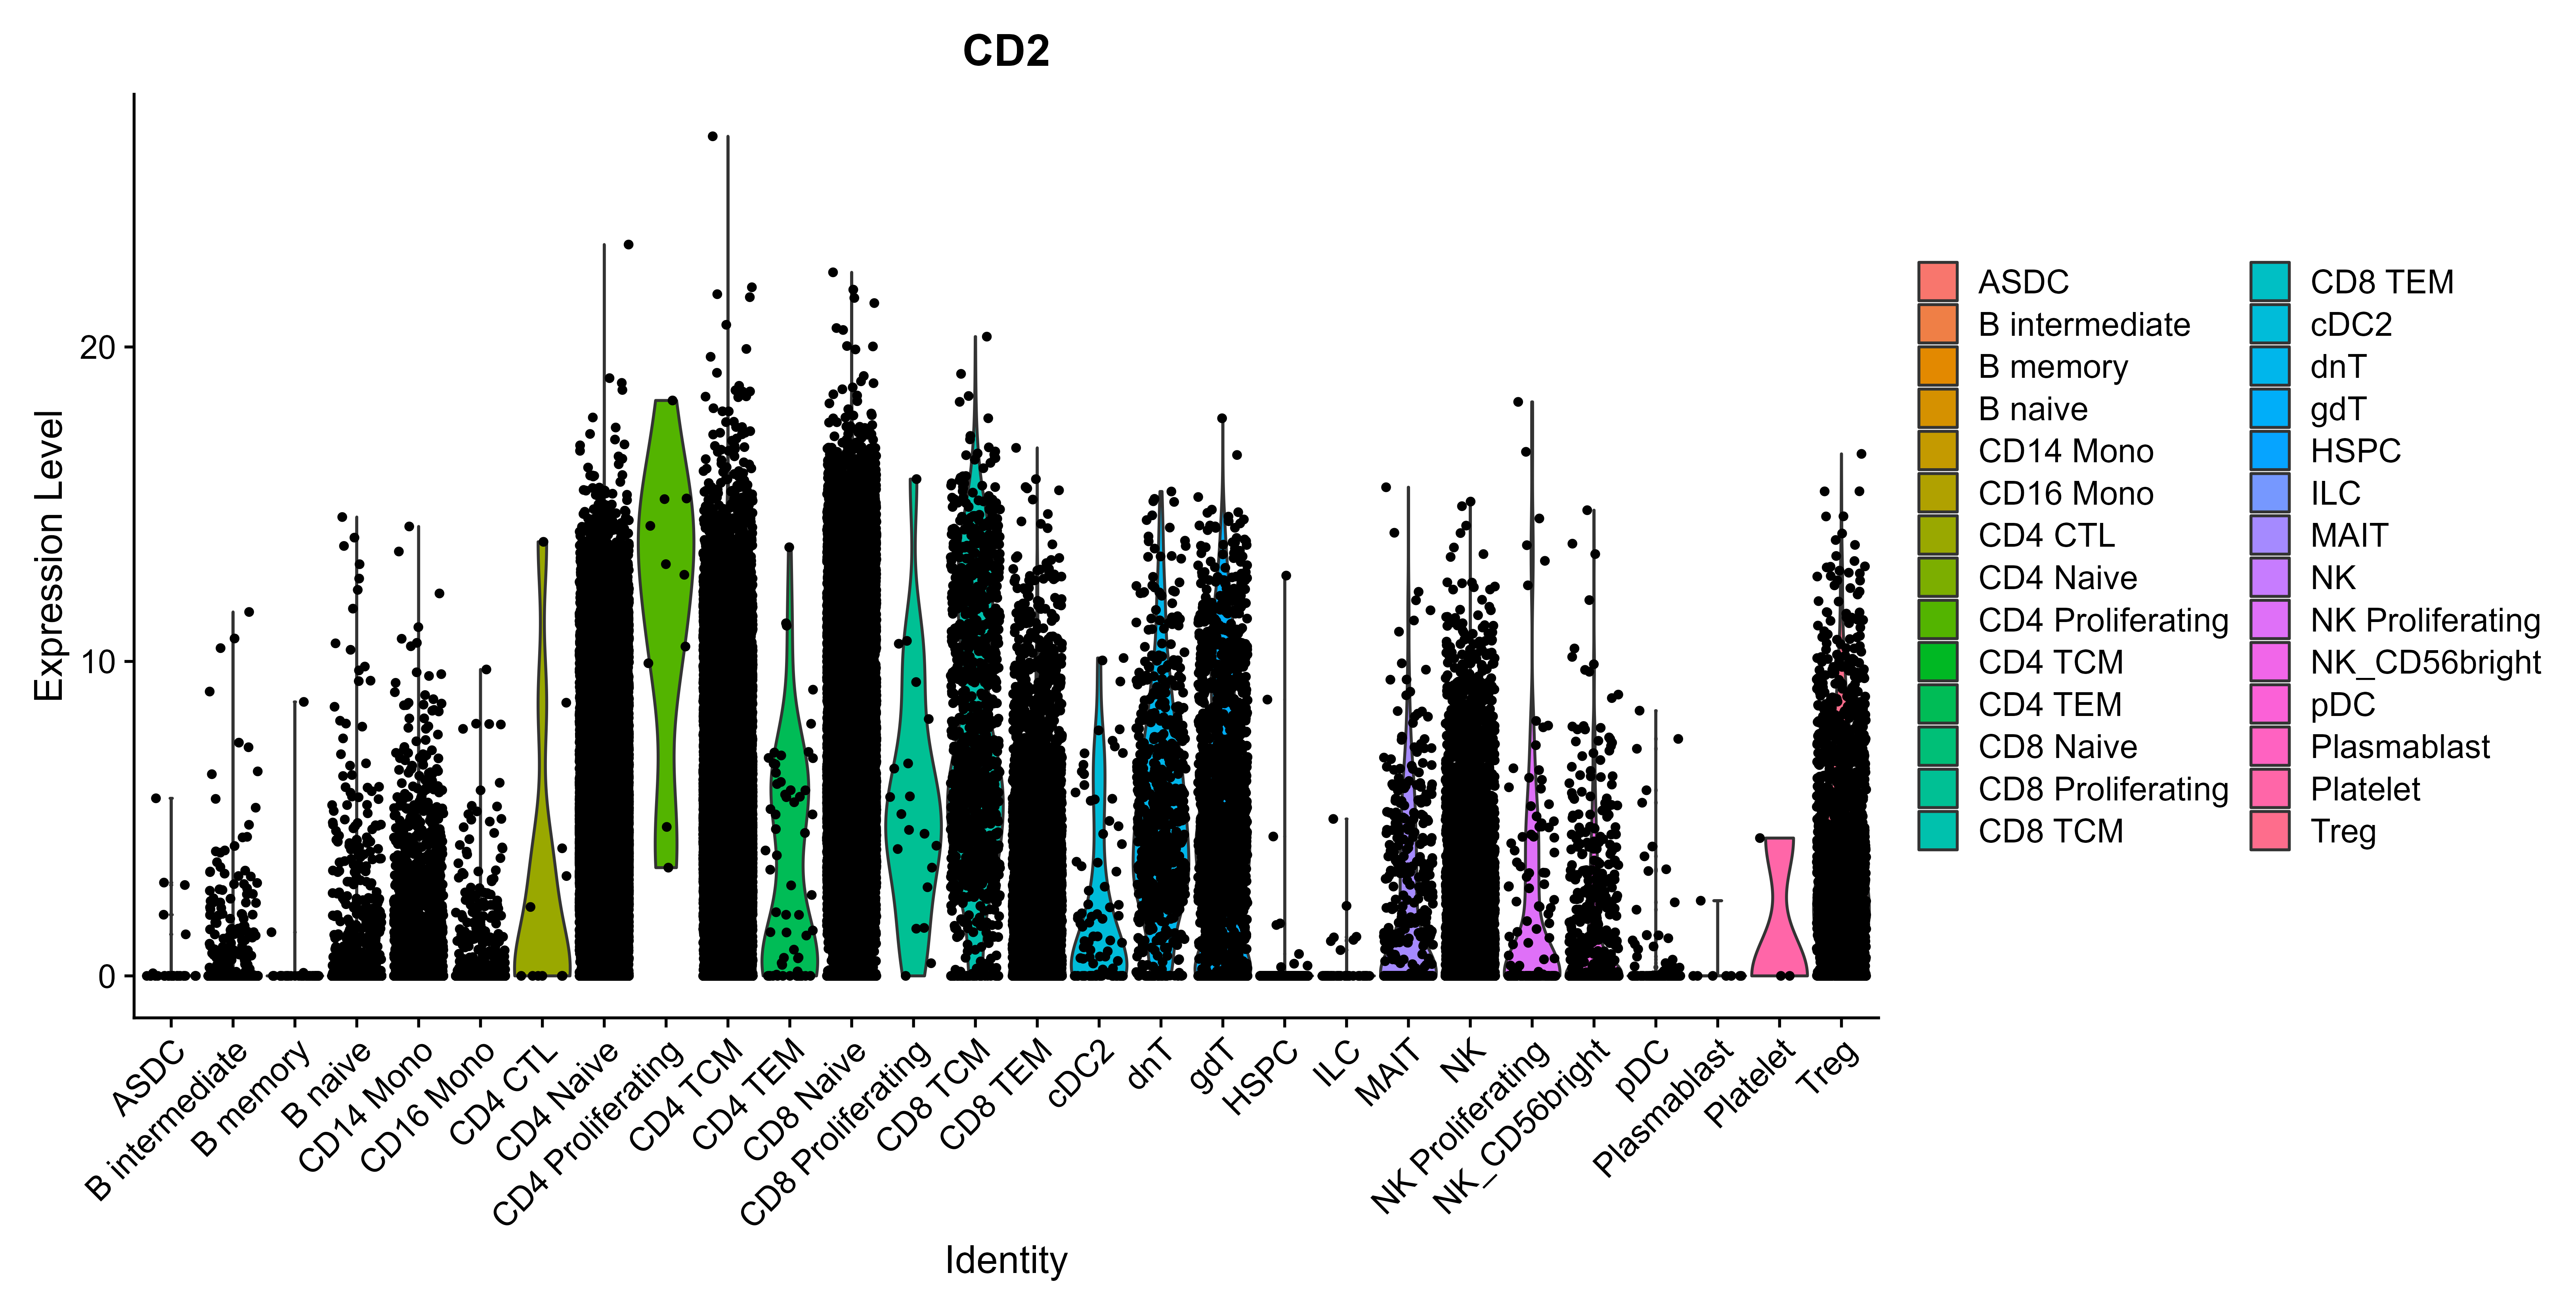 CD2
Expression Level
20
10
0
ASDC
B intermediate
B memory
B naive
CD14 Mono
CD16 Mono
CD4 CTL
CD4 Naive
CD4 Proliferating
CD4 TCM
CD4 TEM
CD8 Naive
CD8 Proliferating
CD8 TCM
CD8 TEM
cDC2
dnT
gdT
HSPC
ILC
MAIT
NK
NK Proliferating
NK_CD56bright
pDC
Plasmablast
Platelet
Treg
Identity
ASDC
B intermediate
B memory
B naive
CD14 Mono
CD16 Mono
CD4 CTL
CD4 Naive
CD4 Proliferating
CD4 TCM
CD4 TEM
CD8 Naive
CD8 Proliferating
CD8 TCM
CD8 TEM
cDC2
dnT
gdT
HSPC
ILC
MAIT
NK
NK Proliferating
NK_CD56bright
pDC
Plasmablast
Platelet
Treg